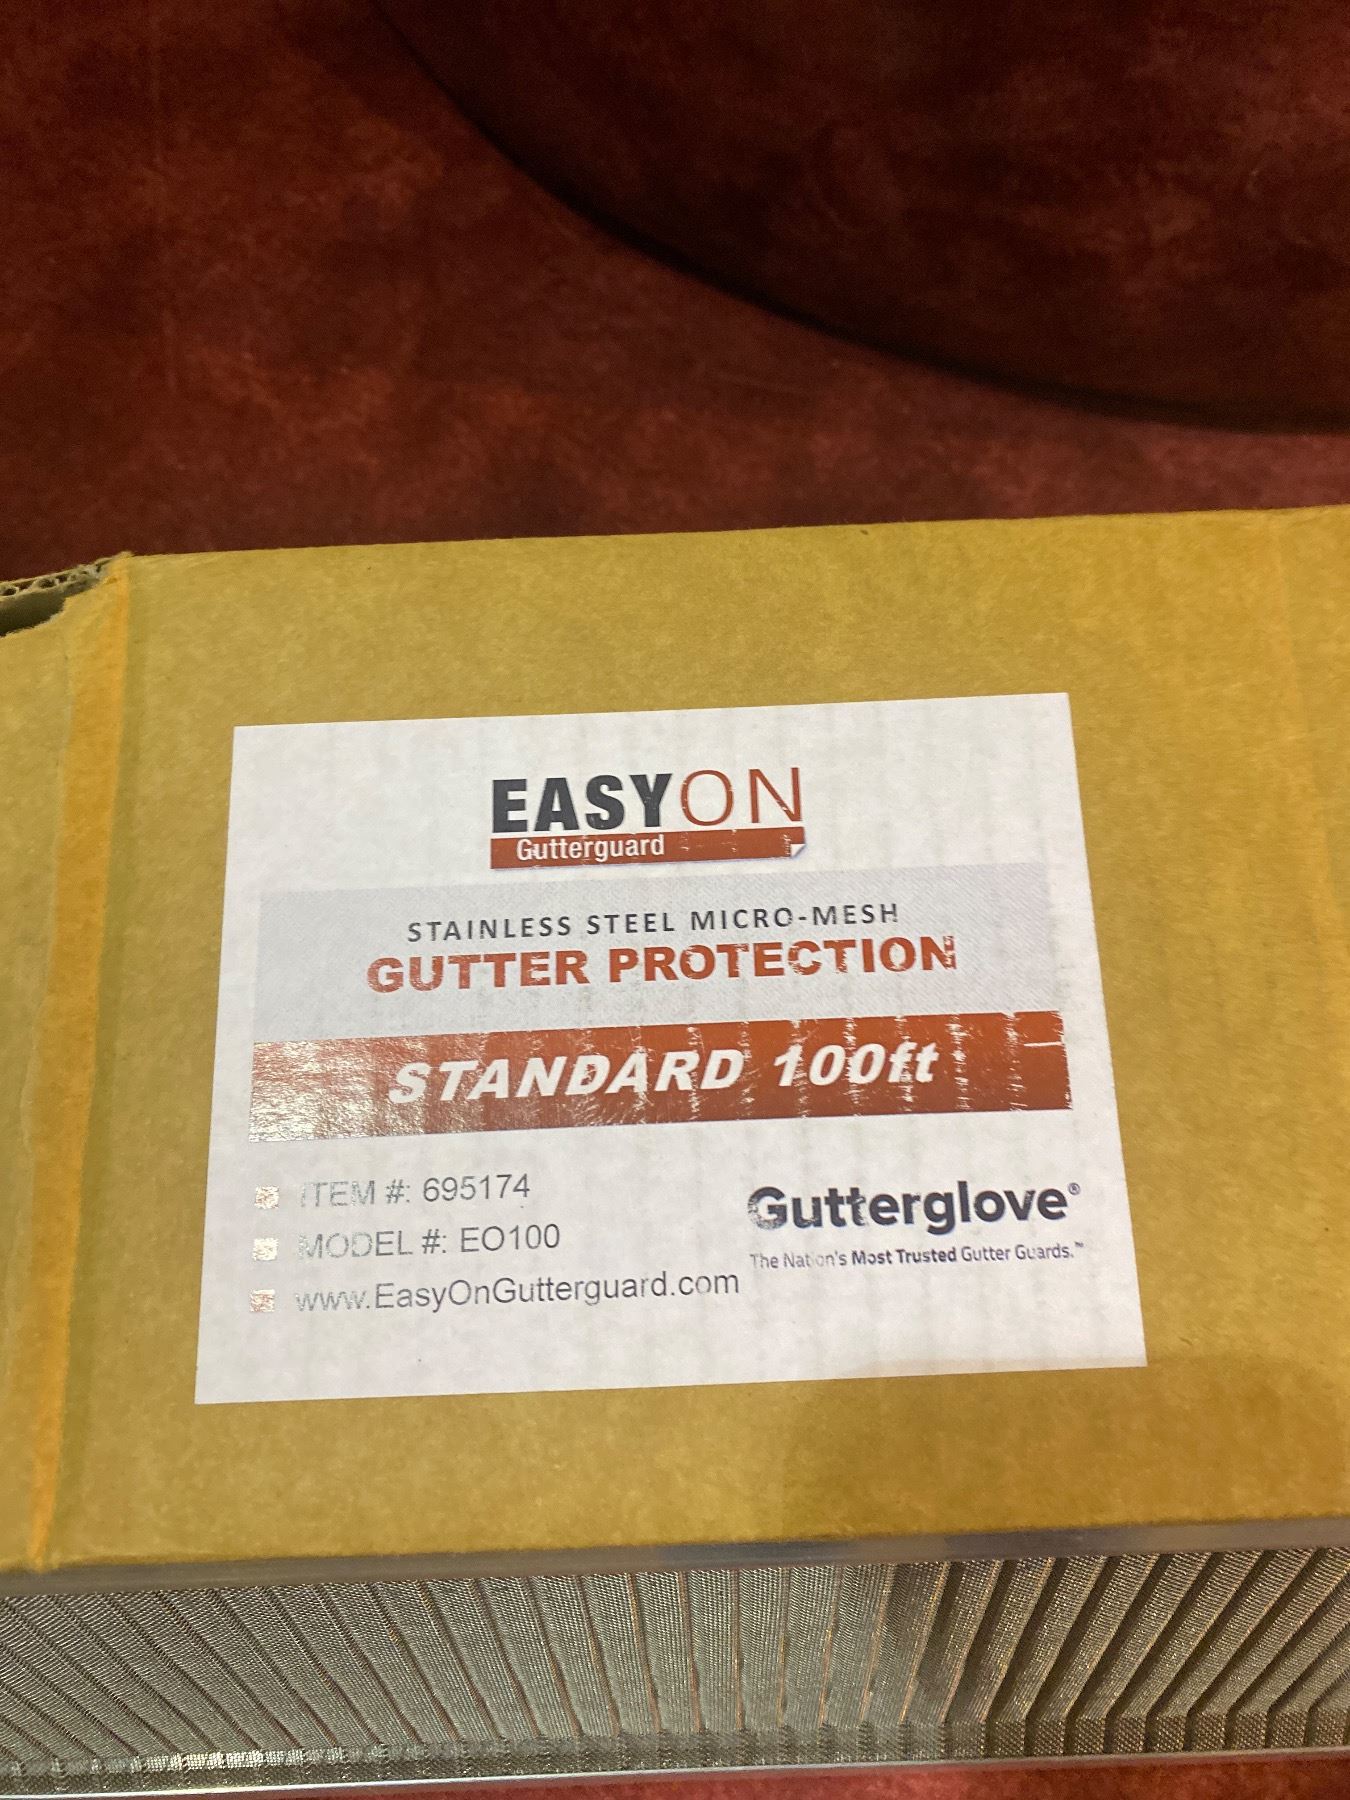 EASYON
Gutterguard
STAINLESS STEEL MICRO-MESH
GUTTER PROTECTION
STANDARD 100ft
ITEM #: 695174
MODEL #: EO100
www.EasyOnGutterguard.com
Gutterglove®
The Nation's Most Trusted Gutter Guards.™